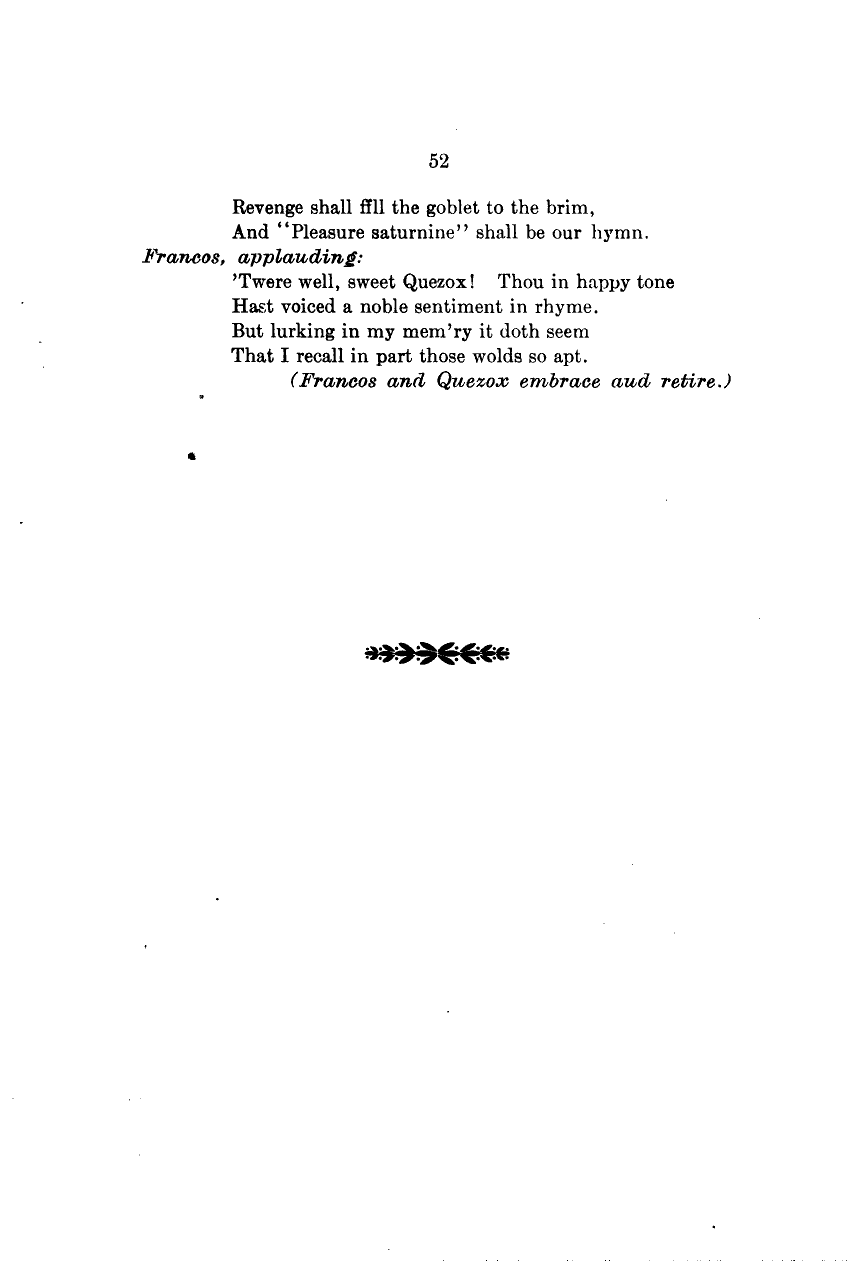 52
Revenge shall ffll the goblet to the brim,
And “Pleasure saturnine” shall be our hymn.
Francos, applauding:
’Twere well, sweet Quezox! Thou in happy tone
Hast voiced a noble sentiment in rhyme.
But lurking in my mem’ry it doth seem
That I recall in part those wolds so apt.
(Francos and Quezox embrace aud retire.)